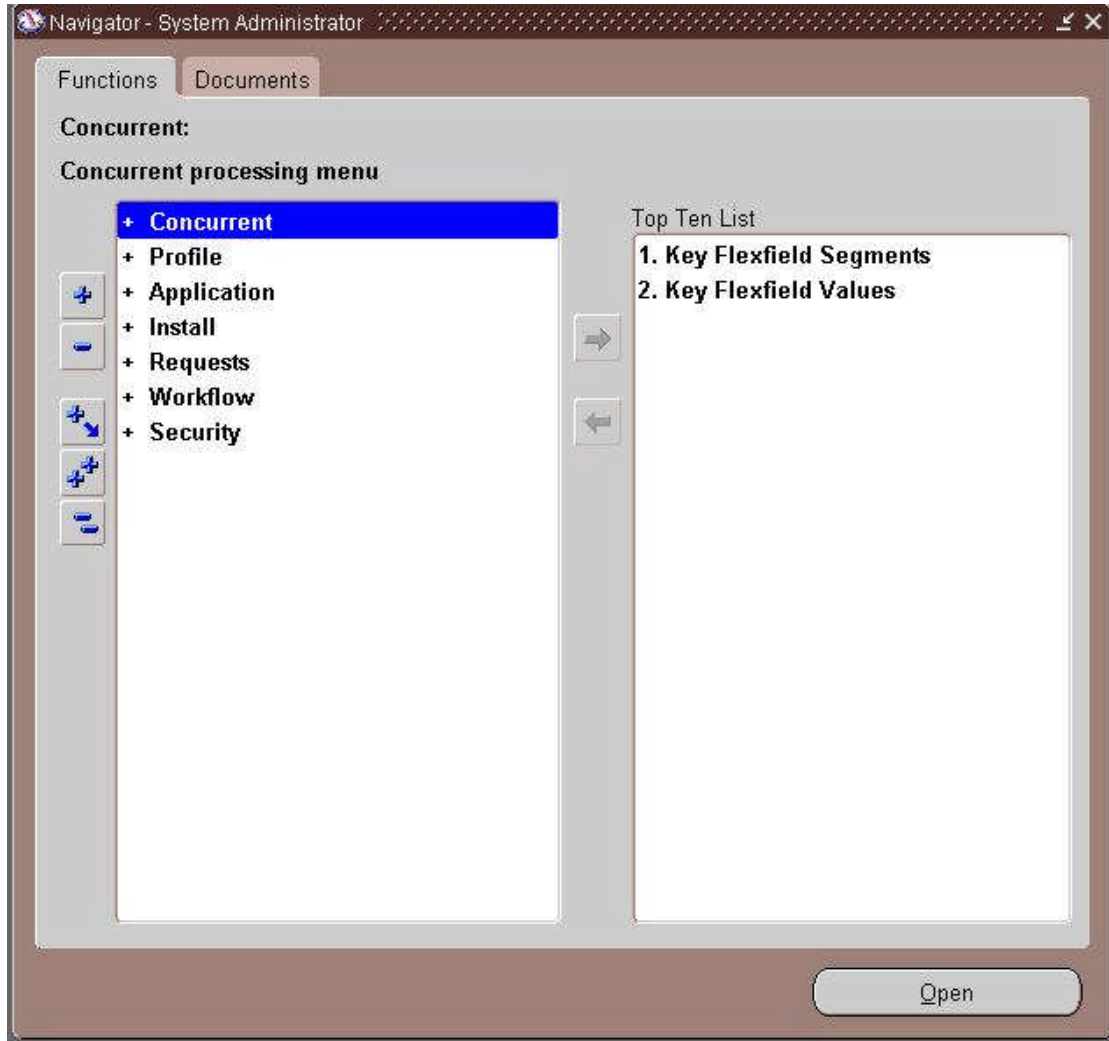 Navigator - System Administrator
Functions
Documents
Concurrent:
Concurrent processing menu
+ Concurrent
+ Profile
+ Application
+ Install
+ Requests
+ Workflow
+ Security
Top Ten List
1. Key Flexfield Segments
2. Key Flexfield Values
Open